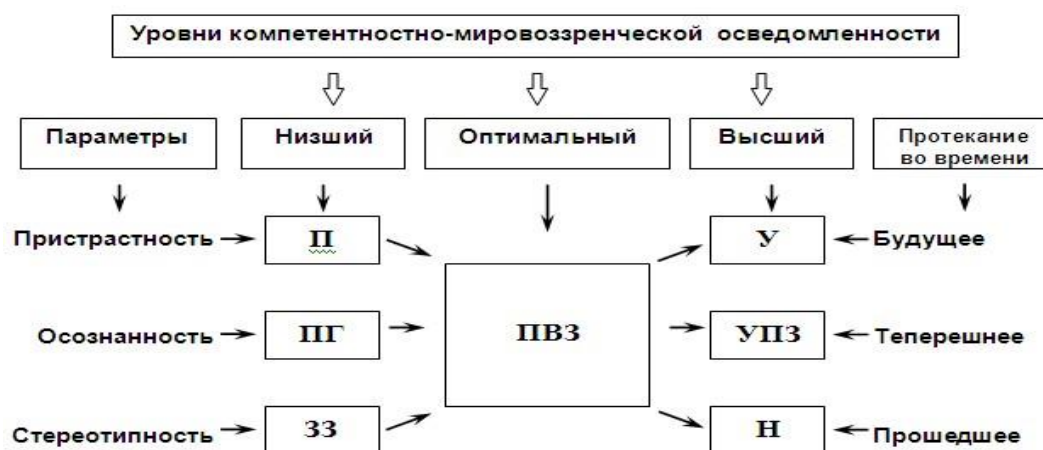 Уровни компетентностно-мировоззренческой осведомленности
Параметры
Низший
Оптимальный
Высший
Протекание
во времени
Пристрастность
П
У
Будущее
Осознанность
ПГ
ПВЗ
УПЗ
Теперешнее
Стереотипность
ЗЗ
Н
Прошедшее